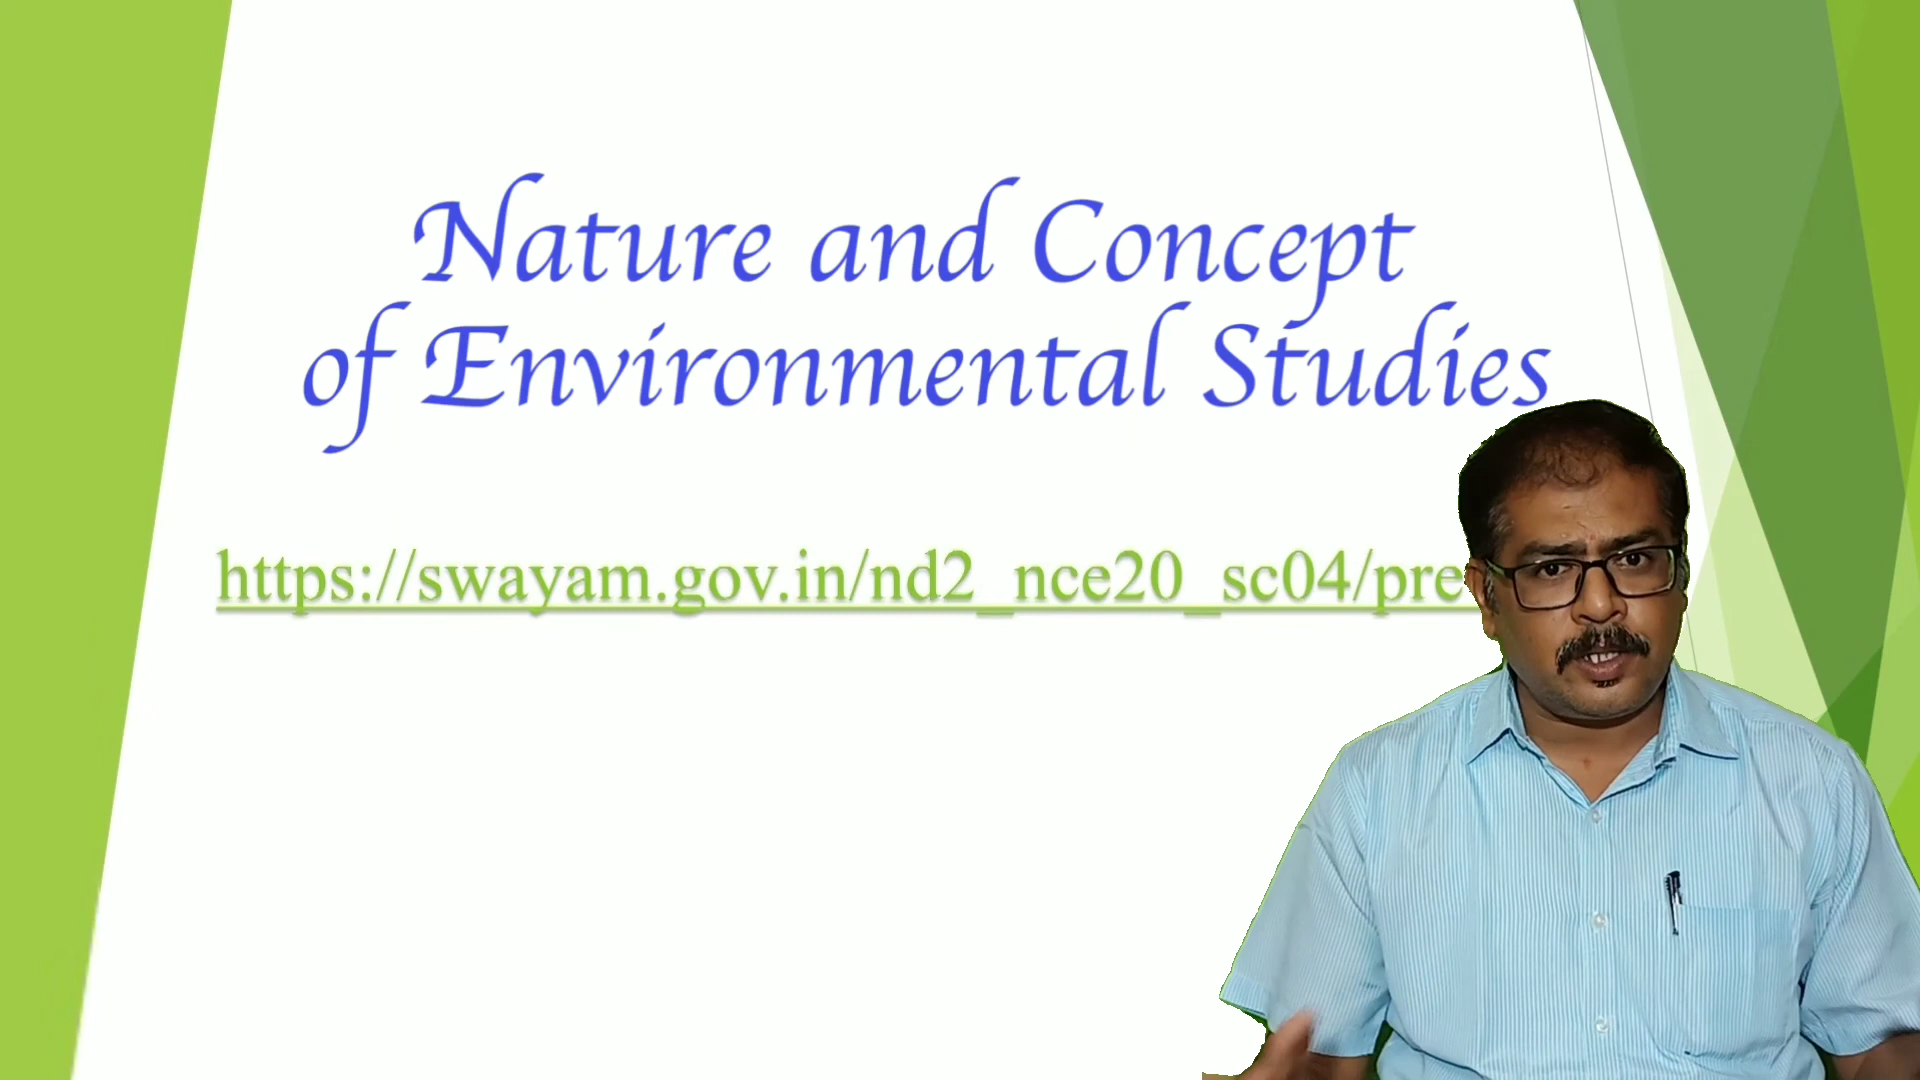 Nature and Concept
of Environmental Studies
https://swayam.gov.in/nd2_nce20_sc04/pre